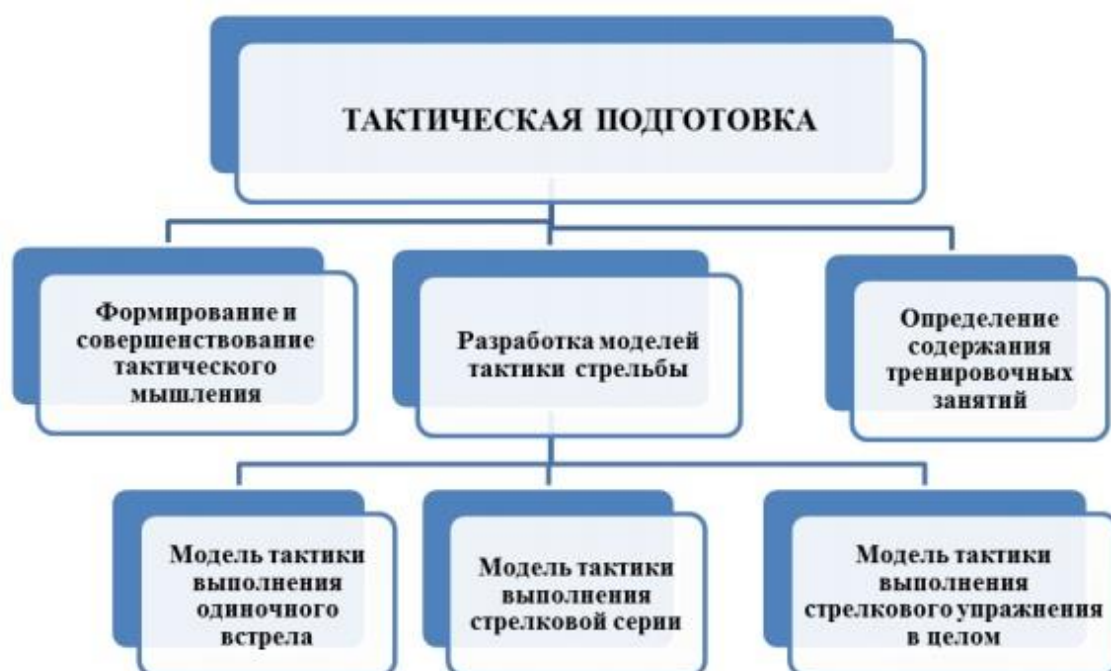 ТАКТИЧЕСКАЯ ПОДГОТОВКА
Формирование и
совершенствование
тактического
мышления
Разработка моделей
тактики стрельбы
Определение
содержания
тренировочных
занятий
Модель тактики
выполнения
одиночного
встрела
Модель тактики
выполнения
стрелковой серии
Модель тактики
выполнения
стрелкового упражнения
в целом